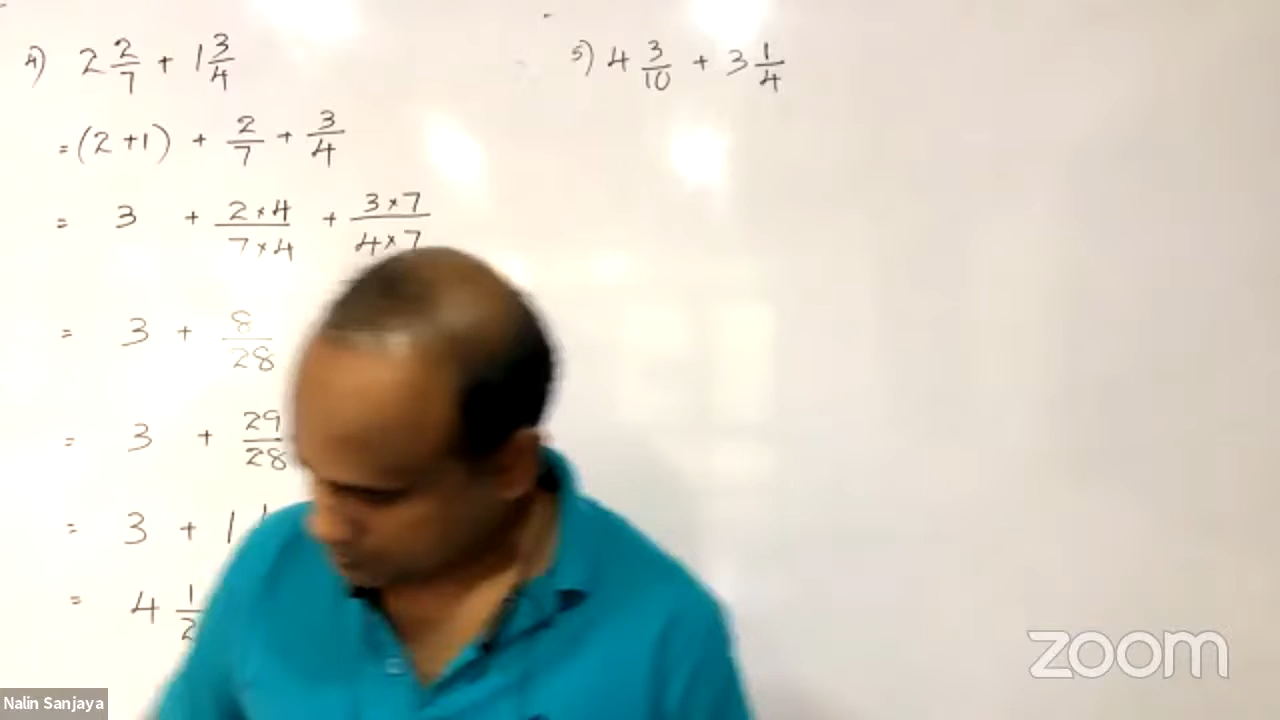 4) 2 2/7 + 1 3/4
= (2+1) + 2/7 + 3/4
= 3 + 2×4/7×4 + 3×7/4×7
= 3 + 8/28
= 3 + 29/28
= 3 + 1
= 4 1/2
5) 4 3/10 + 3 1/4
zoom
Nalin Sanjaya